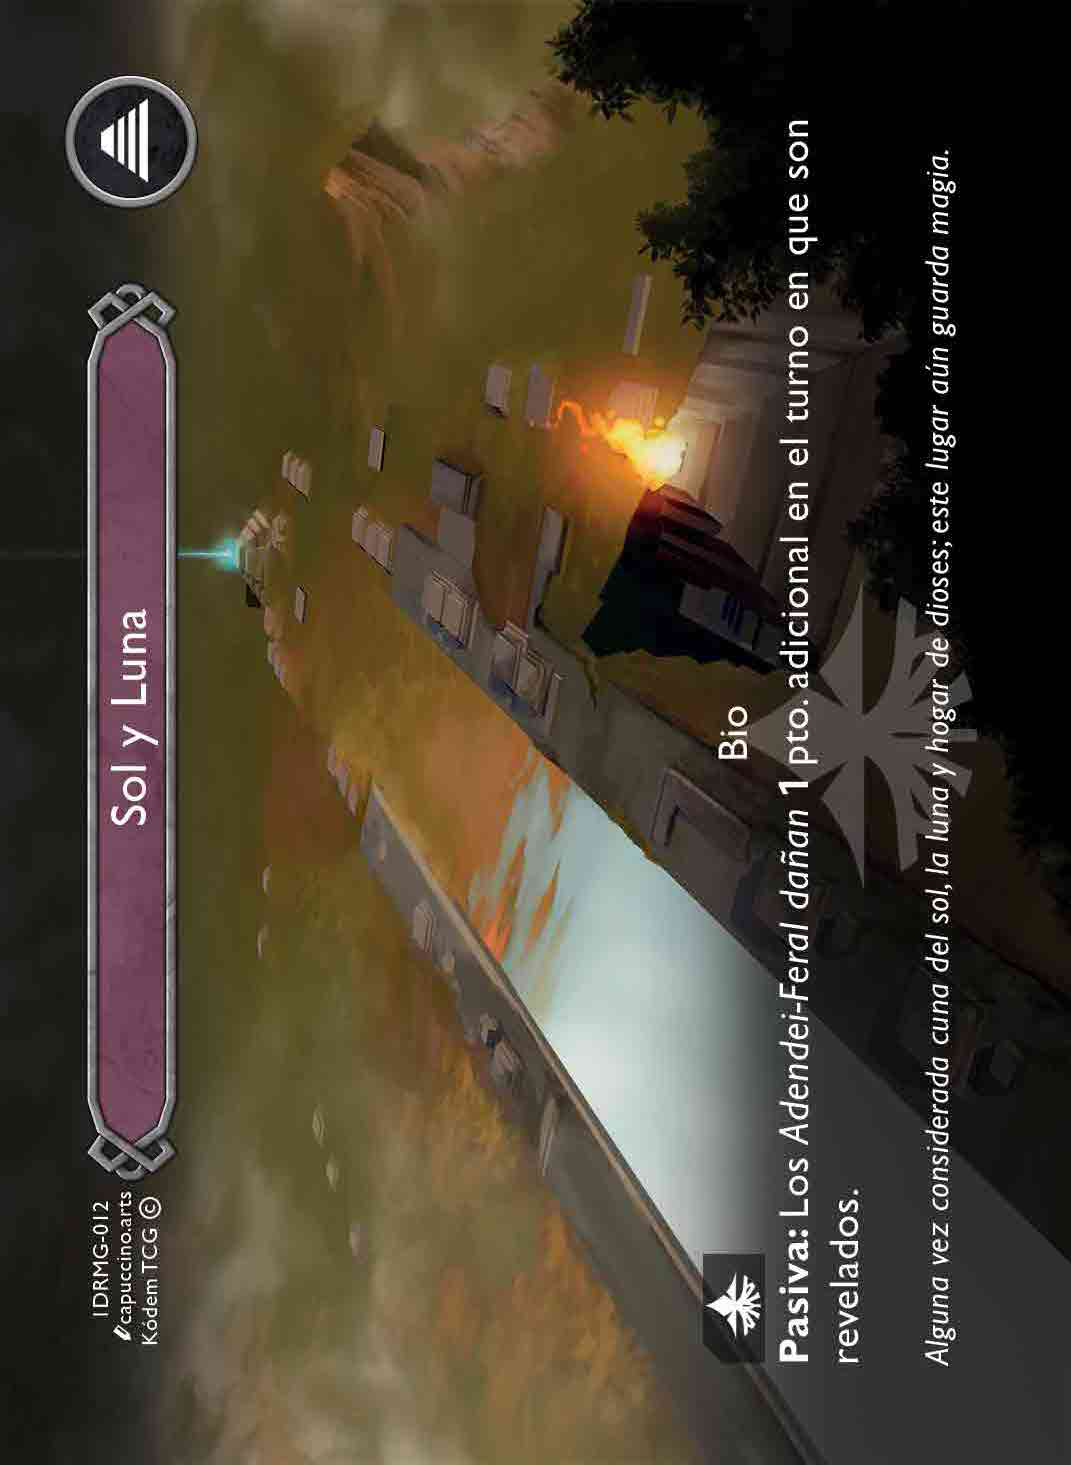 IDRMG-012
capuccino.arts
Kódem TCG ©
Sol y Luna
Bio
Pasiva: Los Adendei-Feral dañan 1 pto. adicional en el turno en que son
revelados.
Alguna vez considerada cuna del sol, la luna y hogar de dioses; este lugar aún guarda magia.